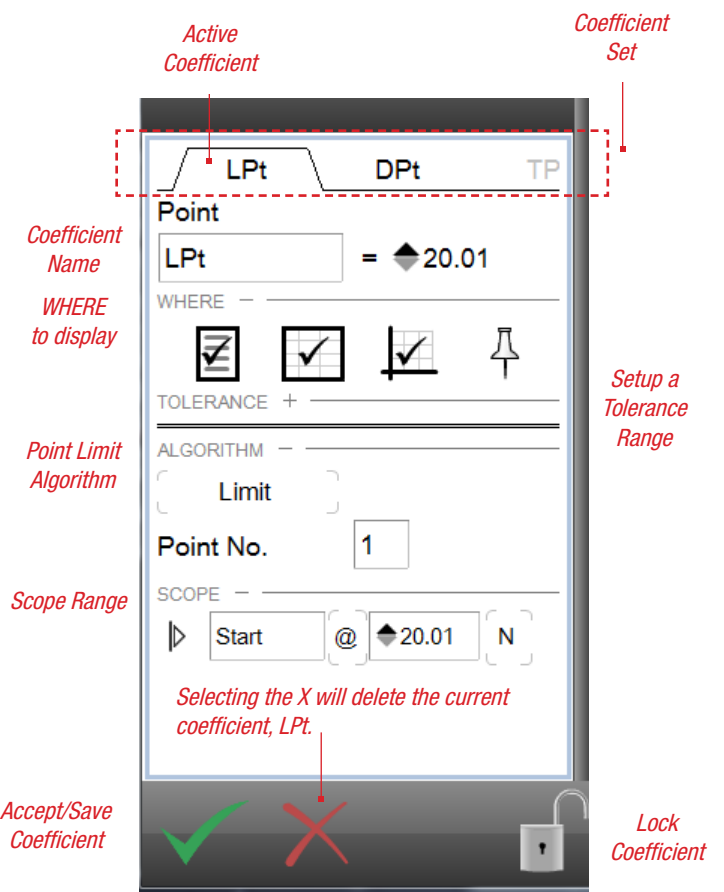 Active
Coefficient
Coefficient
Set
LPt
DPt
TP
Point
Coefficient
Name
LPt
= 20.01
WHERE
to display
WHERE
TOLERANCE +
Setup a
Tolerance
Range
Point Limit
Algorithm
ALGORITHM
Limit
Point No.
1
Scope Range
SCOPE
Start @ 20.01 N
Selecting the X will delete the current
coefficient, LPt.
Accept/Save
Coefficient
Lock
Coefficient